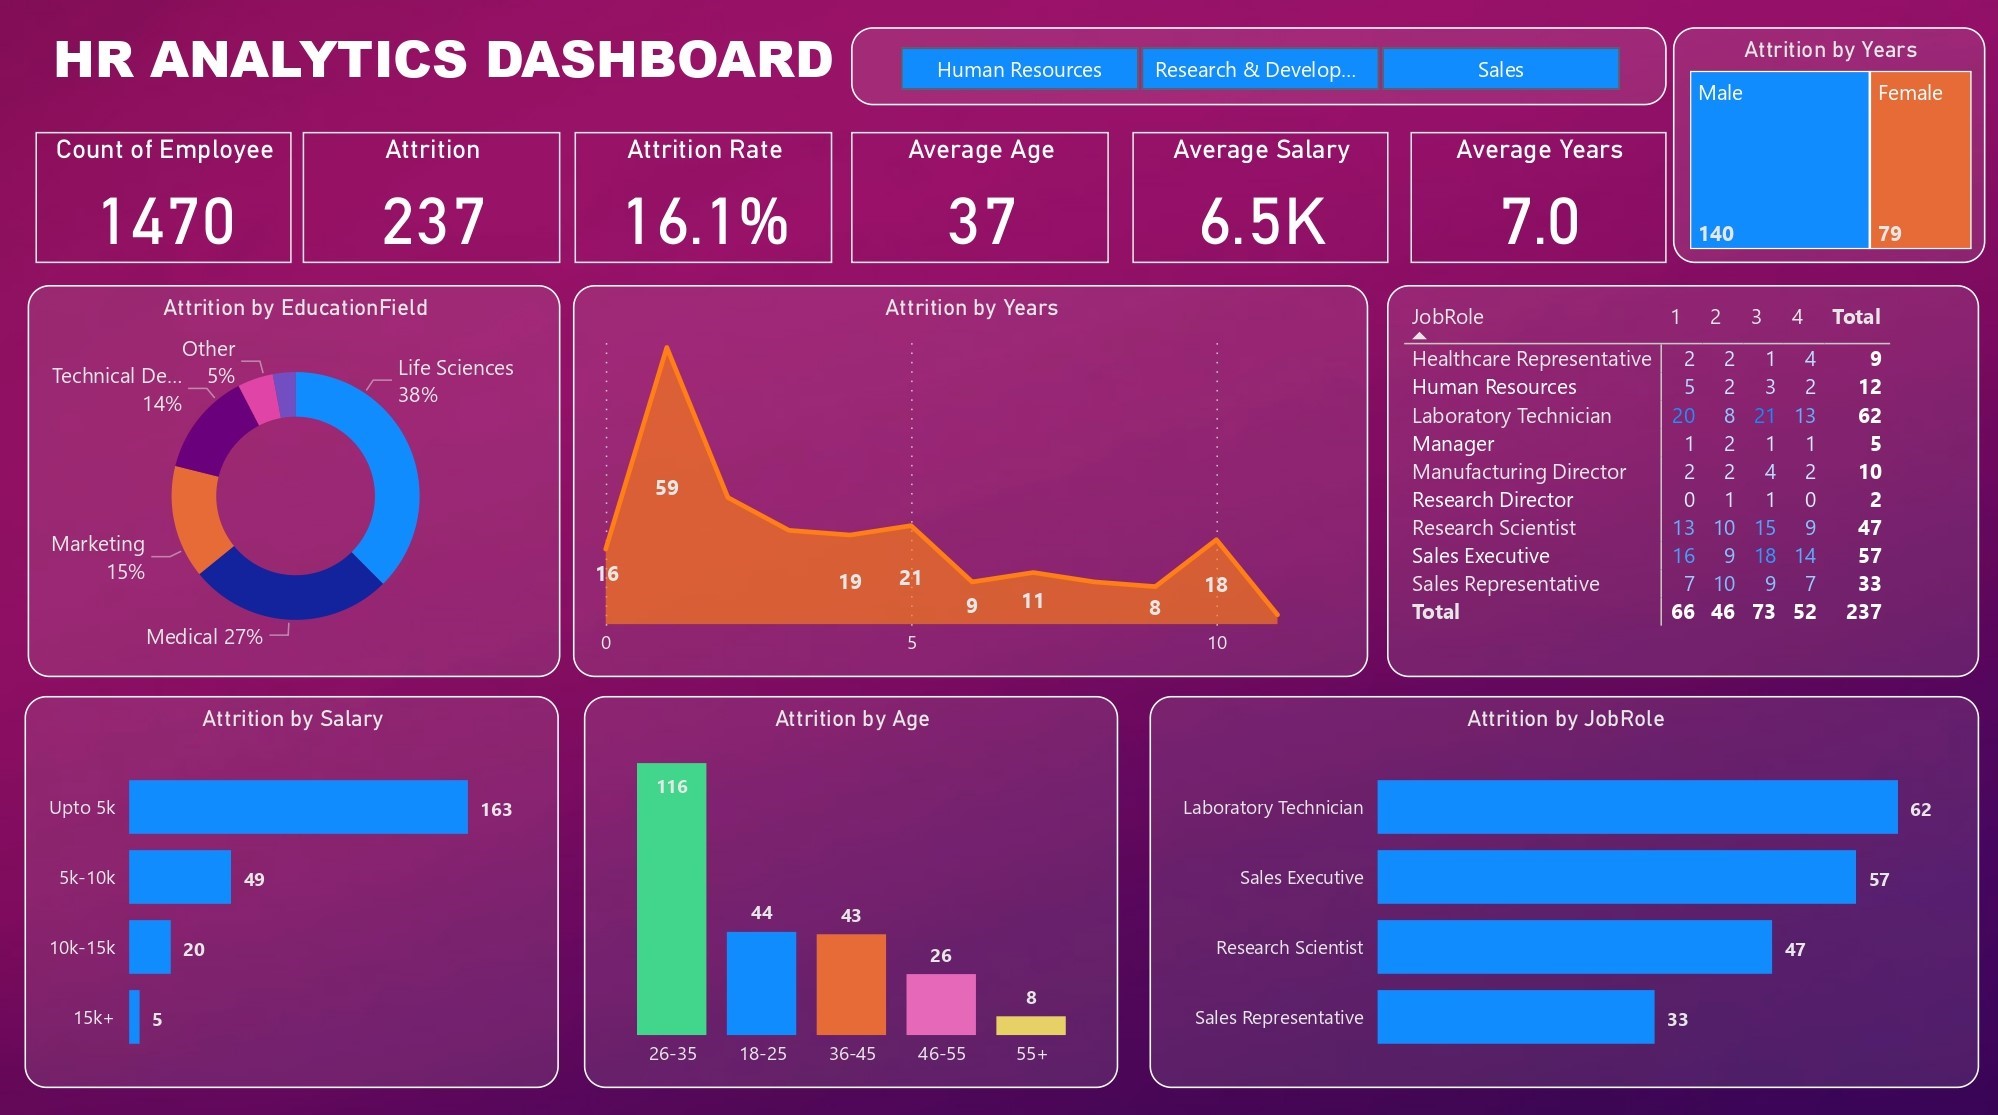 HR ANALYTICS DASHBOARD
Human Resources
Research & Develop...
Sales
Attrition by Years
Male
Female
140
79
Count of Employee
1470
Attrition
237
Attrition Rate
16.1%
Average Age
37
Average Salary
6.5K
Average Years
7.0
Attrition by EducationField
Other
5%
Technical De...
14%
Life Sciences
38%
Marketing
15%
Medical 27%
Attrition by Years
59
16
19
21
9
11
8
18
0
5
10
JobRole 1 2 3 4 Total
Healthcare Representative 2 2 1 4 9
Human Resources 5 2 3 2 12
Laboratory Technician 20 8 21 13 62
Manager 1 2 1 1 5
Manufacturing Director 2 2 4 2 10
Research Director 0 1 1 0 2
Research Scientist 13 10 15 9 47
Sales Executive 16 9 18 14 57
Sales Representative 7 10 9 7 33
Total 66 46 73 52 237
Attrition by Salary
Upto 5k 163
5k-10k 49
10k-15k 20
15k+ 5
Attrition by Age
116
44
43
26
8
26-35
18-25
36-45
46-55
55+
Attrition by JobRole
Laboratory Technician 62
Sales Executive 57
Research Scientist 47
Sales Representative 33